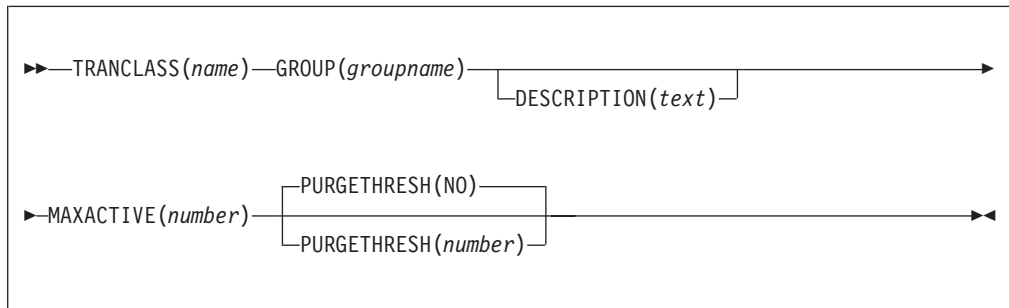 TRANCLASS(name) GROUP(groupname)
DESCRIPTION(text)
PURGETHRESH(NO)
MAXACTIVE(number)
PURGETHRESH(number)